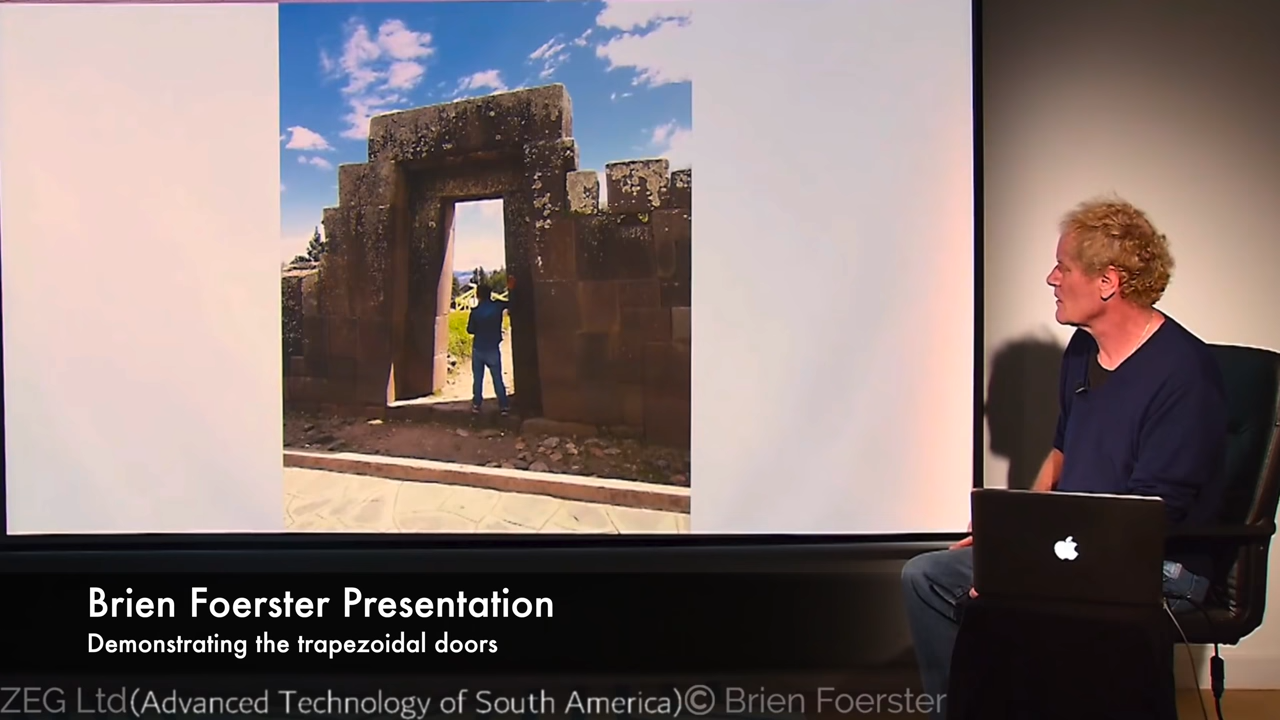 Brien Foerster Presentation
Demonstrating the trapezoidal doors
ZEG Ltd(Advanced Technology of South America)© Brien Foerster